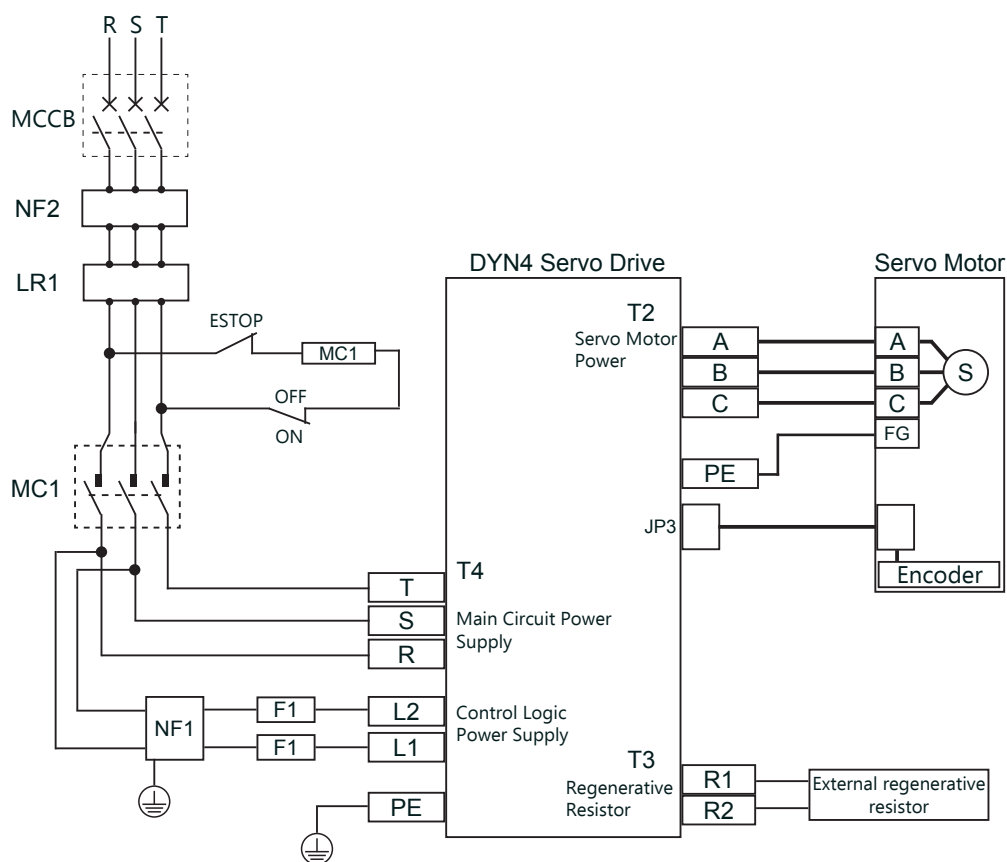 R S T
MCCB
NF2
LR1
DYN4 Servo Drive
Servo Motor
ESTOP
MC1
OFF
ON
MC1
T2
Servo Motor
Power
A
B
C
PE
JP3
A
B
C
FG
S
Encoder
T4
T
S
R
Main Circuit Power
Supply
NF1
F1
F1
L2
L1
Control Logic
Power Supply
PE
T3
Regenerative
Resistor
R1
R2
External regenerative
resistor